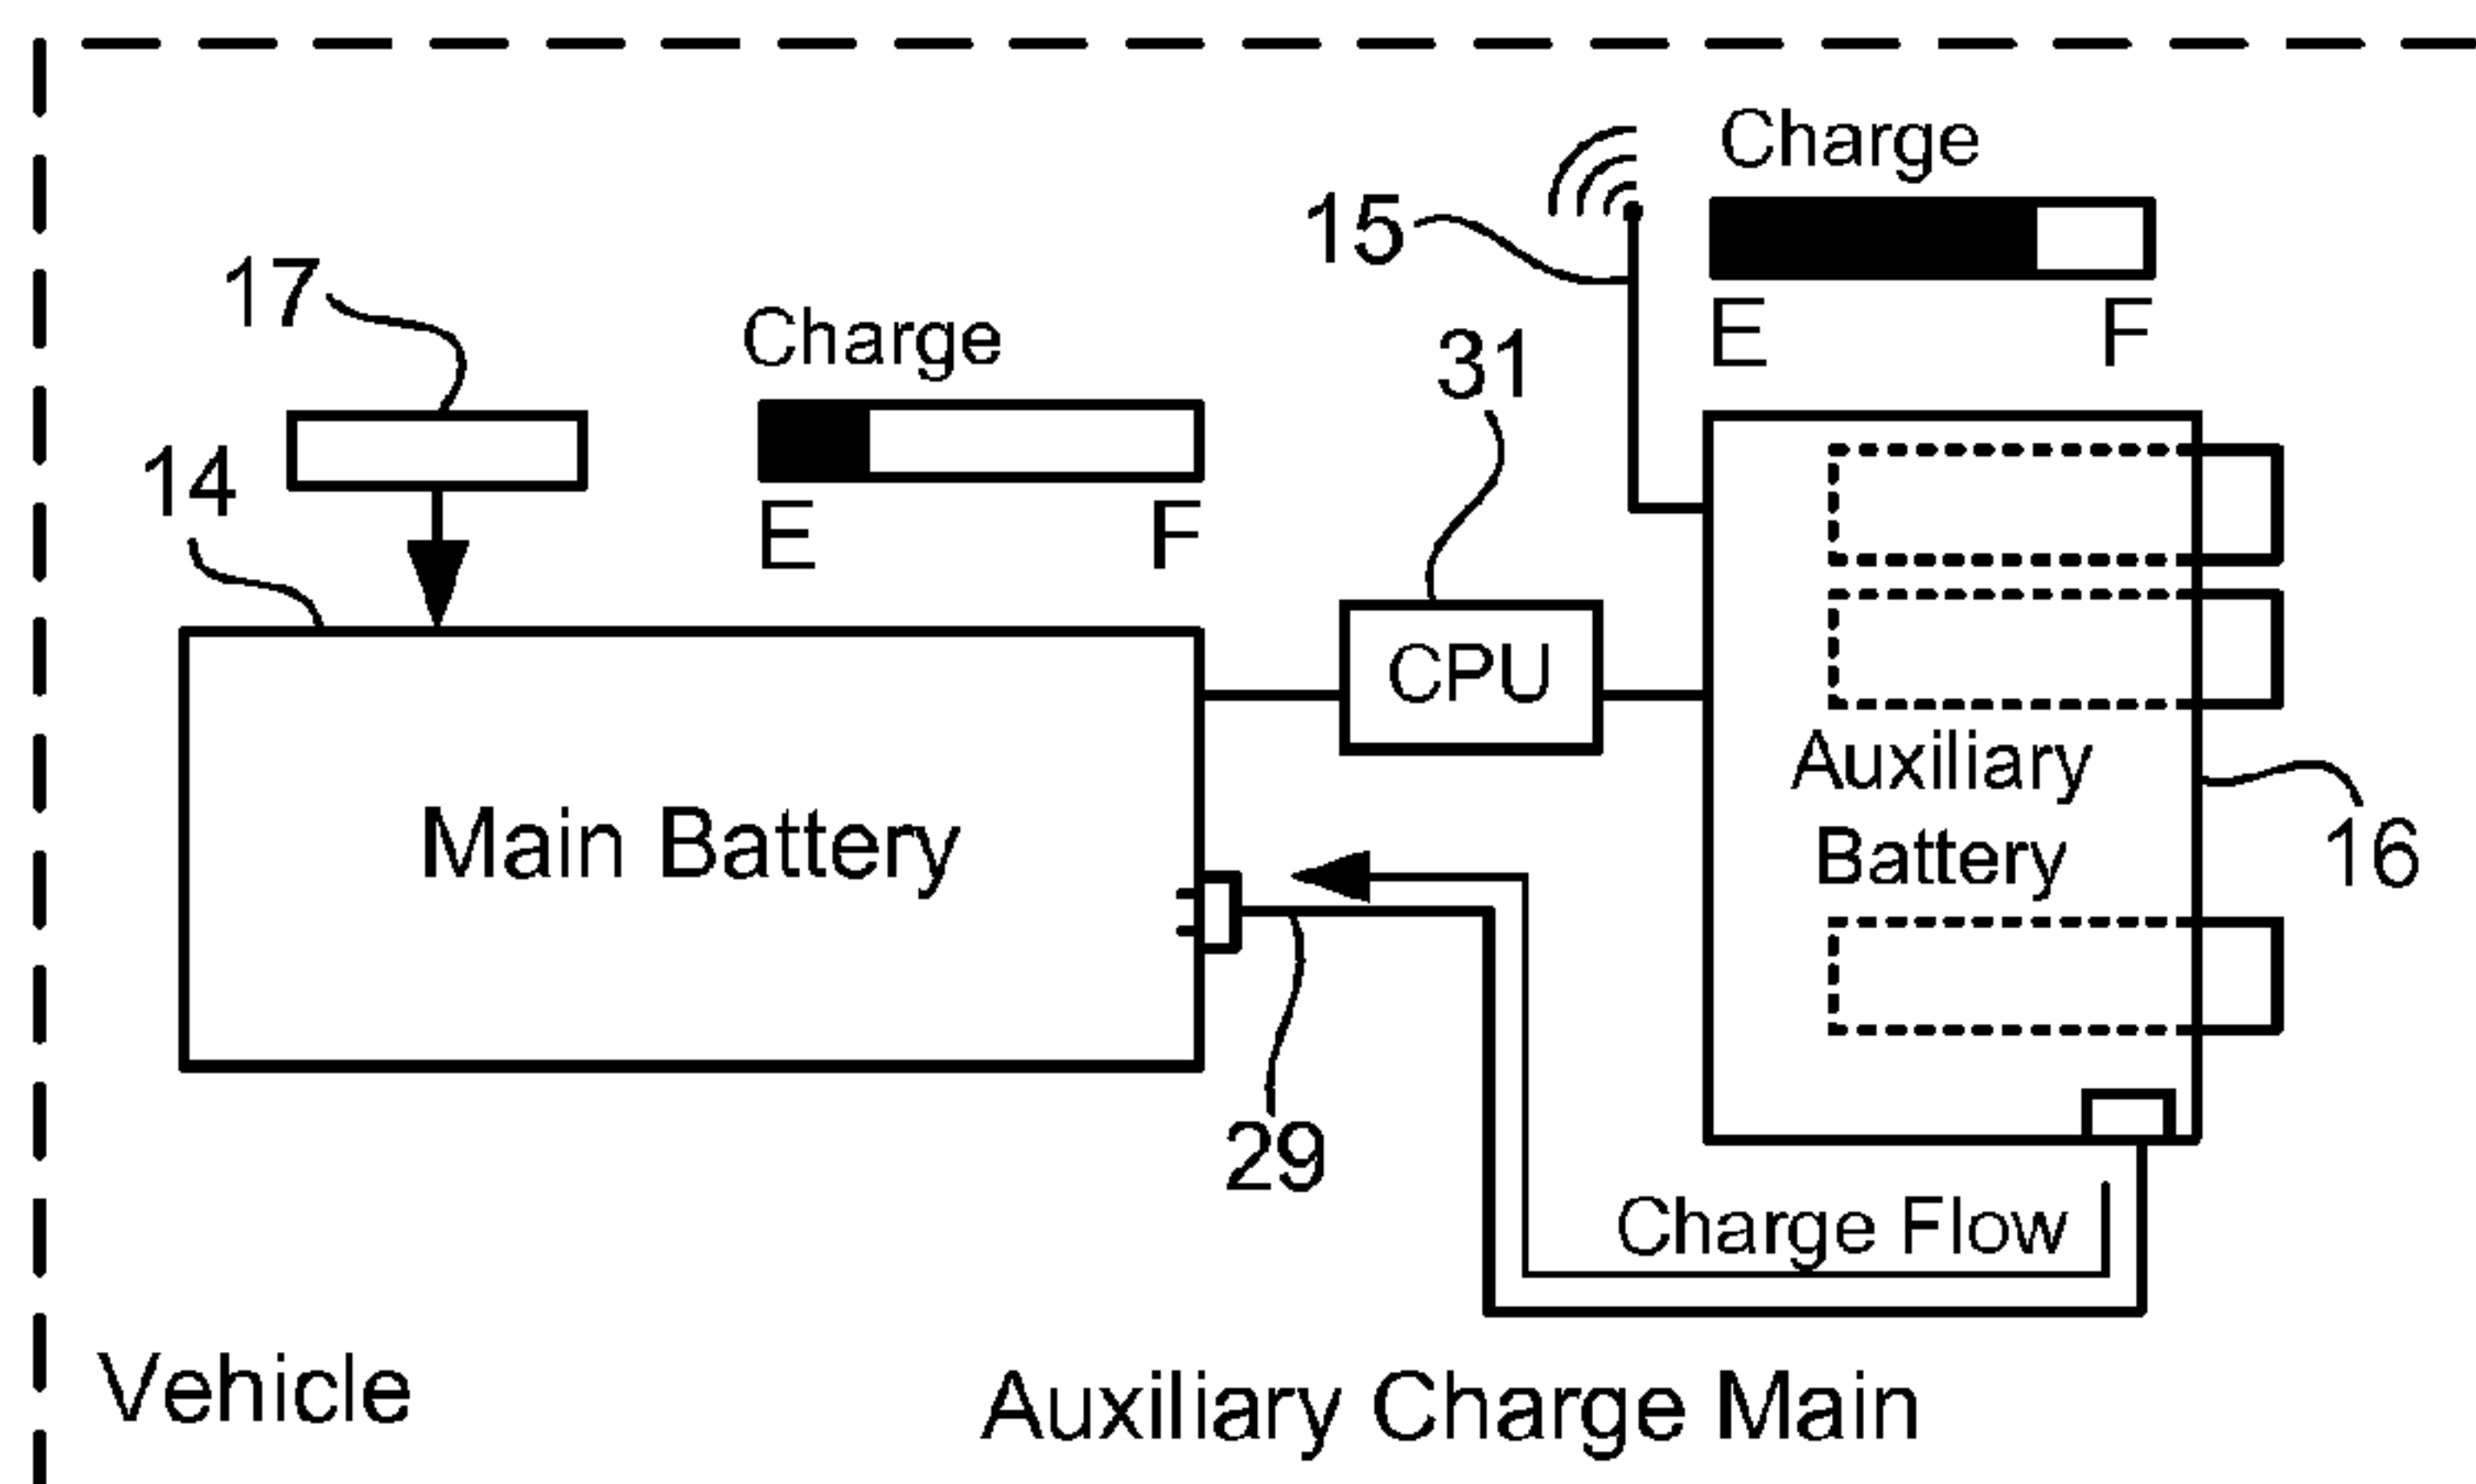 Charge
15
E F
17
Charge
31
14
E F
CPU
Main Battery
Auxiliary
Battery
16
29
Charge Flow
Vehicle
Auxiliary Charge Main